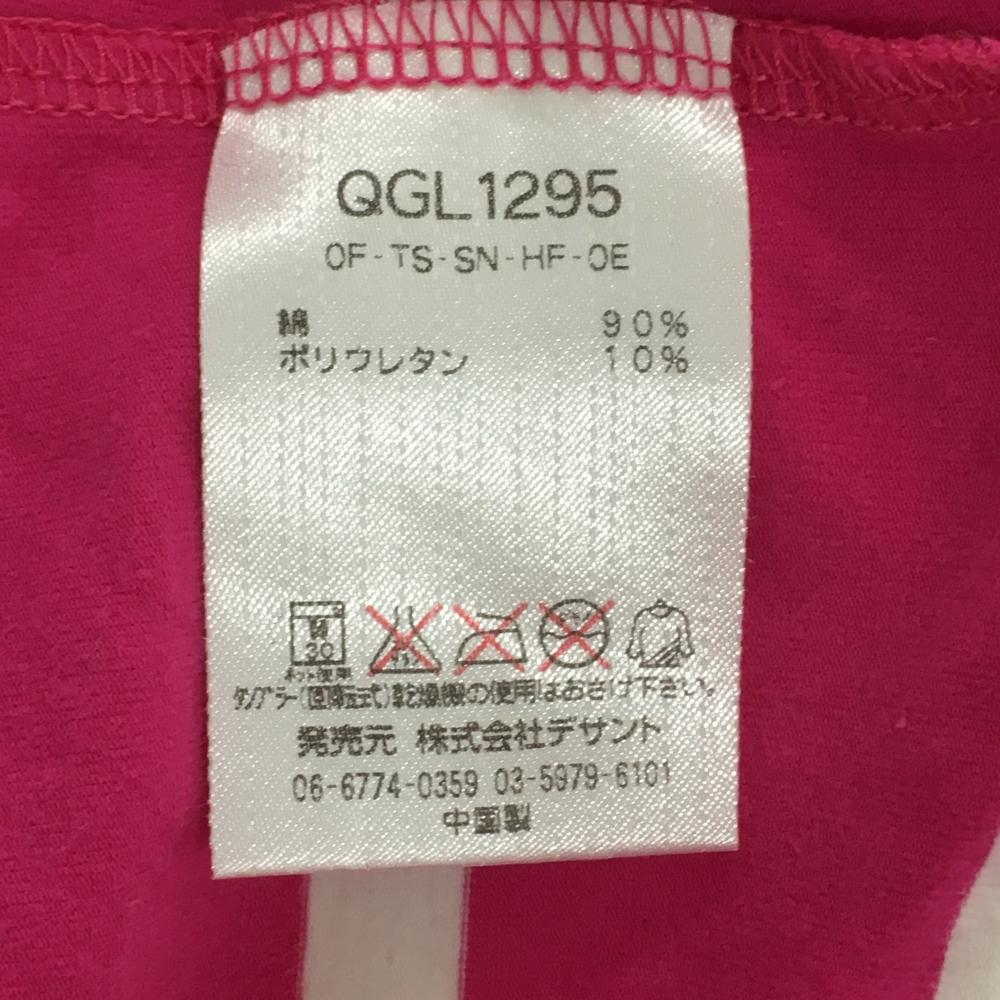 QGL1295
OF-TS-SN-HF-OE
綿 90%
ポリウレタン 10%
弱
30
ネット使用
タンブラー(回転式)乾燥機の使用はおさけ下さい。
発売元 株式会社デサント
06-6774-0359 03-5979-6101
中国製